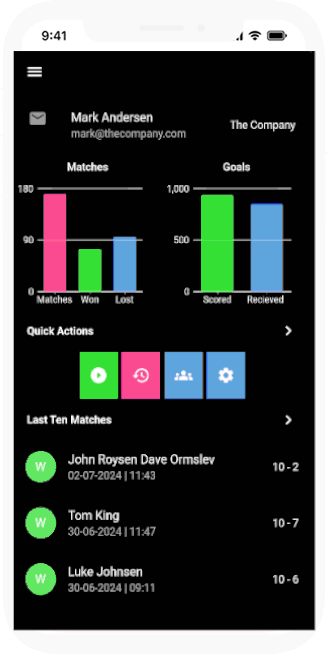 9:41
Mark Andersen
mark@thecompany.com
The Company
Matches
Goals
180
90
0
Matches Won Lost
1,000
500
0
Scored Recieved
Quick Actions
Last Ten Matches
W
John Roysen Dave Ormslev
02-07-2024 | 11:43
10 - 2
W
Tom King
30-06-2024 | 11:47
10 - 7
W
Luke Johnsen
30-06-2024 | 09:11
10 - 6